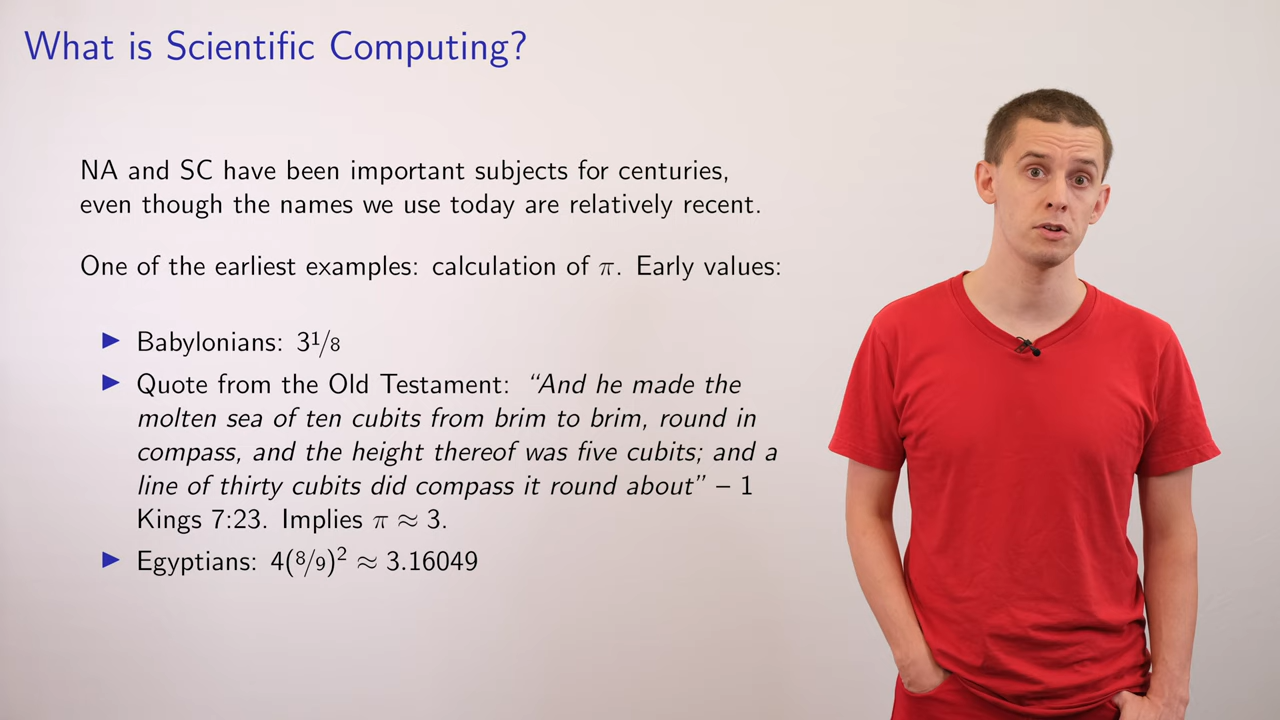 What is Scientific Computing?
NA and SC have been important subjects for centuries,
even though the names we use today are relatively recent.
One of the earliest examples: calculation of π. Early values:
▶ Babylonians: 3 1/8
▶ Quote from the Old Testament: “And he made the
molten sea of ten cubits from brim to brim, round in
compass, and the height thereof was five cubits; and a
line of thirty cubits did compass it round about” – 1
Kings 7:23. Implies π ≈ 3.
▶ Egyptians: 4(8/9)² ≈ 3.16049